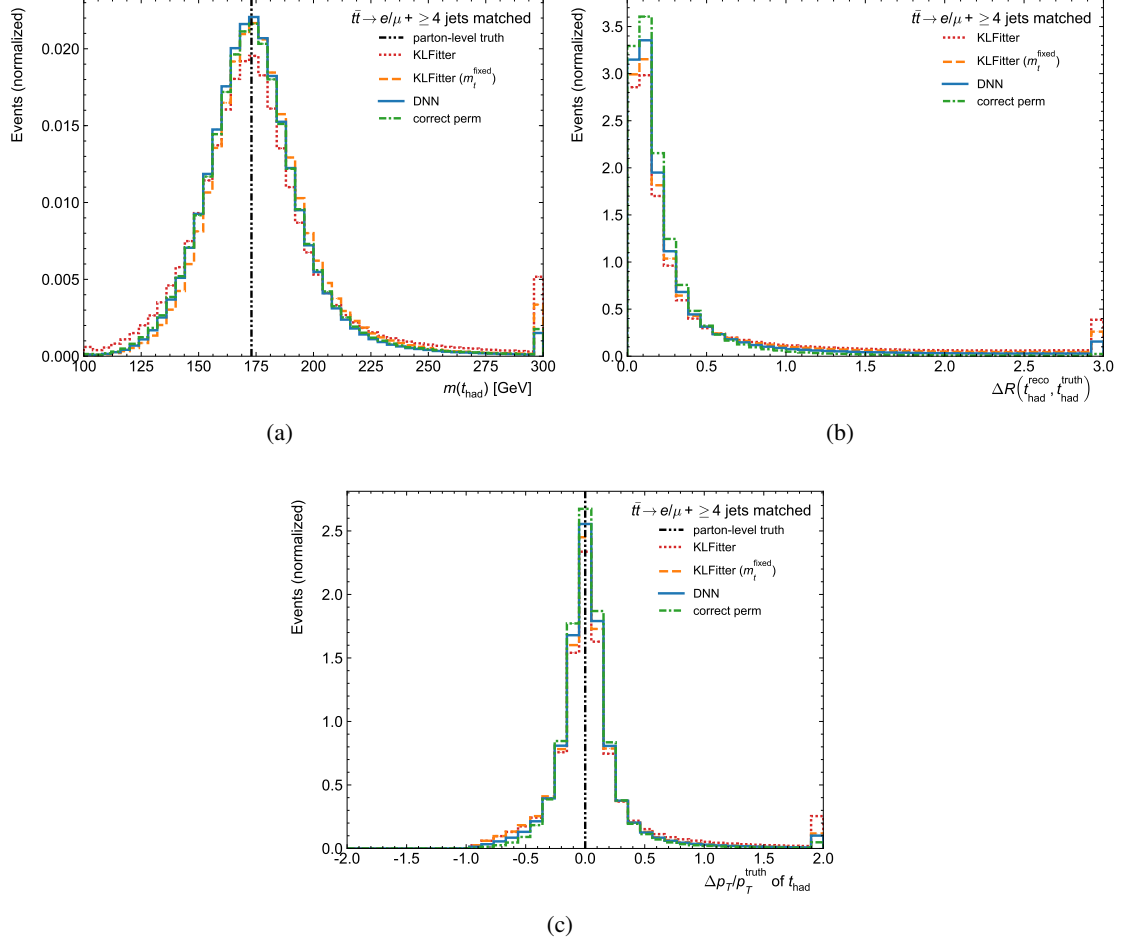 tt̄ → e/μ + ≥ 4 jets matched
parton-level truth
KLFitter
KLFitter (m_t^fixed)
DNN
correct perm
Events (normalized)
0.020
0.015
0.010
0.005
0.000
100 125 150 175 200 225 250 275 300
m(t_had) [GeV]
(a)
tt̄ → e/μ + ≥ 4 jets matched
KLFitter
KLFitter (m_t^fixed)
DNN
correct perm
Events (normalized)
3.5
3.0
2.5
2.0
1.5
1.0
0.5
0.0
0.0 0.5 1.0 1.5 2.0 2.5 3.0
ΔR(t_had^reco, t_had^truth)
(b)
tt̄ → e/μ + ≥ 4 jets matched
parton-level truth
KLFitter
KLFitter (m_t^fixed)
DNN
correct perm
Events (normalized)
2.5
2.0
1.5
1.0
0.5
0.0
-2.0 -1.5 -1.0 -0.5 0.0 0.5 1.0 1.5 2.0
Δp_T/p_T^truth of t_had
(c)